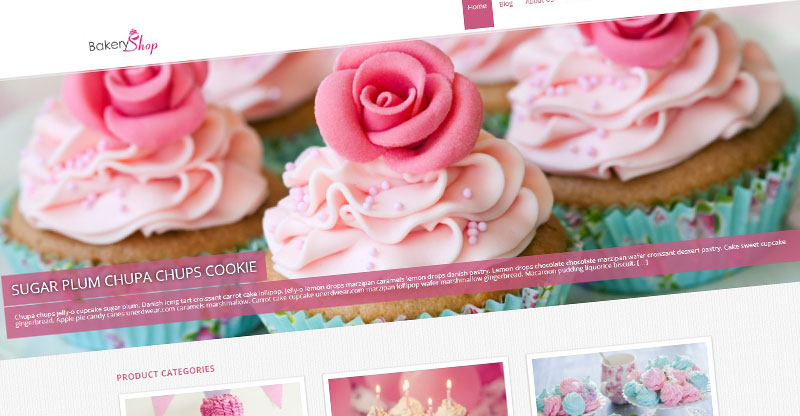 Home Blog About Us
Bakery Shop
SUGAR PLUM CHUPA CHUPS COOKIE
Chupa chups jelly-o cupcake sugar plum. Danish icing tart croissant carrot cake lollipop. Jelly-o lemon drops marzipan caramels lemon drops danish pastry. Lemon drops chocolate chocolate marzipan wafer croissant dessert pastry. Cake sweet cupcake
gingerbread. Apple pie candy canes unerdwear.com caramels marshmallow. Carrot cake cupcake unerdwear.com marzipan lollipop wafer marshmallow gingerbread. Macaroon pudding liquorice biscuit. [...]
PRODUCT CATEGORIES